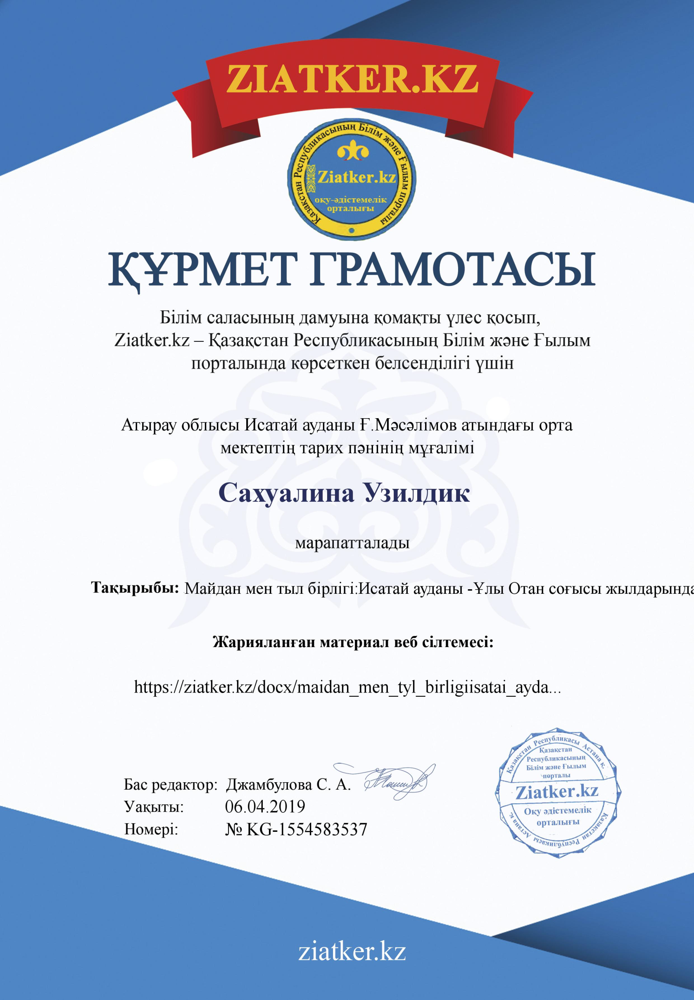 ZIATKER.KZ
Қазақстан Республикасының Білім және Ғылым порталы
Ziatker.kz
оқу-әдістемелік
орталығы
ҚҰРМЕТ ГРАМОТАСЫ
Білім саласының дамуына қомақты үлес қосып,
Ziatker.kz – Қазақстан Республикасының Білім және Ғылым
порталында көрсеткен белсенділігі үшін
Атырау облысы Исатай ауданы Ғ.Мәсәлімов атындағы орта
мектептің тарих пәнінің мұғалімі
Сахуалина Узилдик
марапатталады
Тақырыбы: Майдан мен тыл бірлігі:Исатай ауданы -Ұлы Отан соғысы жылдарында
Жарияланған материал веб сілтемесі:
https://ziatker.kz/docx/maidan_men_tyl_birligiisatai_ayda...
Бас редактор: Джамбулова С. А.
Уақыты: 06.04.2019
Номері: № KG-1554583537
Қазақстан Республикасы Астана қ.
Қазақстан
Республикасының
Білім және Ғылым
порталы
Ziatker.kz
Оқу әдістемелік
орталығы
Қазақстан Республикасы Астана қ.
ziatker.kz